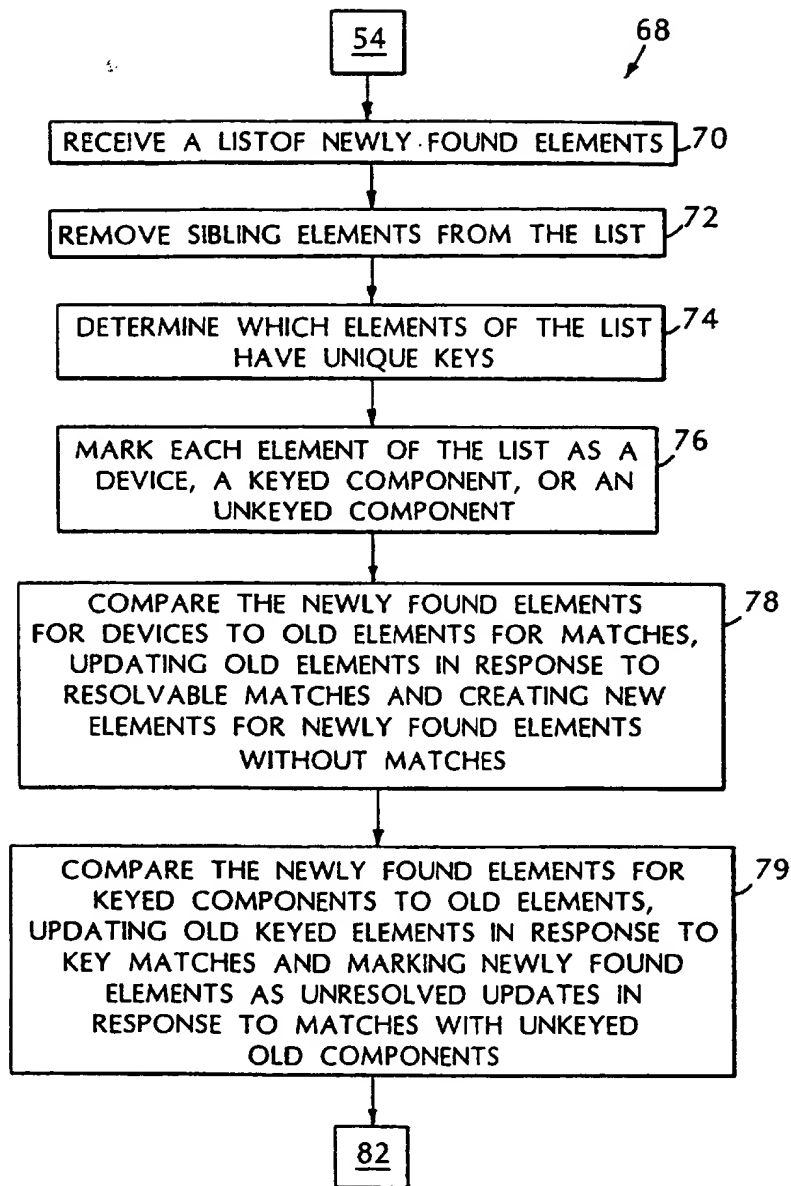 54
68
RECEIVE A LISTOF NEWLY FOUND ELEMENTS
70
REMOVE SIBLING ELEMENTS FROM THE LIST
72
DETERMINE WHICH ELEMENTS OF THE LIST
HAVE UNIQUE KEYS
74
MARK EACH ELEMENT OF THE LIST AS A
DEVICE, A KEYED COMPONENT, OR AN
UNKEYED COMPONENT
76
COMPARE THE NEWLY FOUND ELEMENTS
FOR DEVICES TO OLD ELEMENTS FOR MATCHES,
UPDATING OLD ELEMENTS IN RESPONSE TO
RESOLVABLE MATCHES AND CREATING NEW
ELEMENTS FOR NEWLY FOUND ELEMENTS
WITHOUT MATCHES
78
COMPARE THE NEWLY FOUND ELEMENTS FOR
KEYED COMPONENTS TO OLD ELEMENTS,
UPDATING OLD KEYED ELEMENTS IN RESPONSE TO
KEY MATCHES AND MARKING NEWLY FOUND
ELEMENTS AS UNRESOLVED UPDATES IN
RESPONSE TO MATCHES WITH UNKEYED
OLD COMPONENTS
79
82